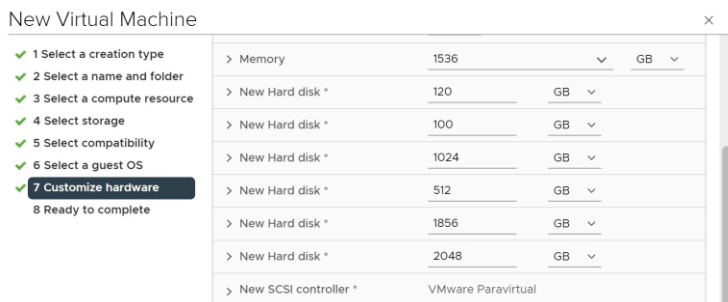 New Virtual Machine
1 Select a creation type
2 Select a name and folder
3 Select a compute resource
4 Select storage
5 Select compatibility
6 Select a guest OS
7 Customize hardware
8 Ready to complete
Memory 1536 GB
New Hard disk * 120 GB
New Hard disk * 100 GB
New Hard disk * 1024 GB
New Hard disk * 512 GB
New Hard disk * 1856 GB
New Hard disk * 2048 GB
New SCSI controller * VMware Paravirtual